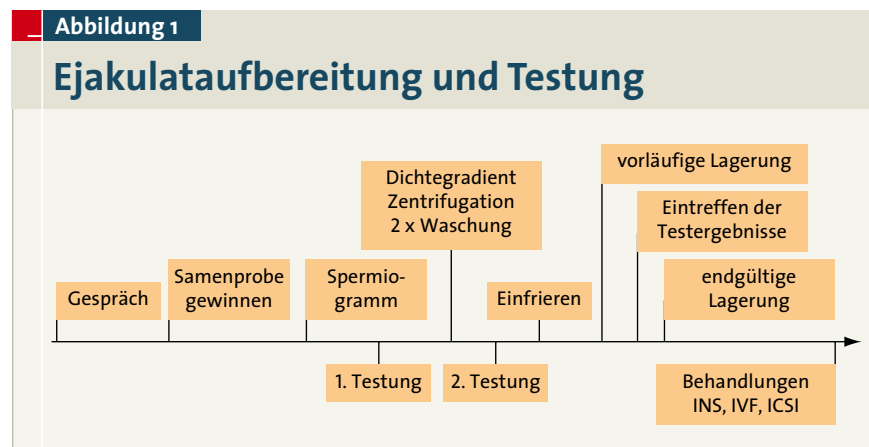 Abbildung 1
Ejakulataufbereitung und Testung
Gespräch
Samenprobe
gewinnen
Spermio-
gramm
1. Testung
Dichtegradient
Zentrifugation
2 x Waschung
2. Testung
Einfrieren
vorläufige Lagerung
Eintreffen der
Testergebnisse
endgültige
Lagerung
Behandlungen
INS, IVF, ICSI